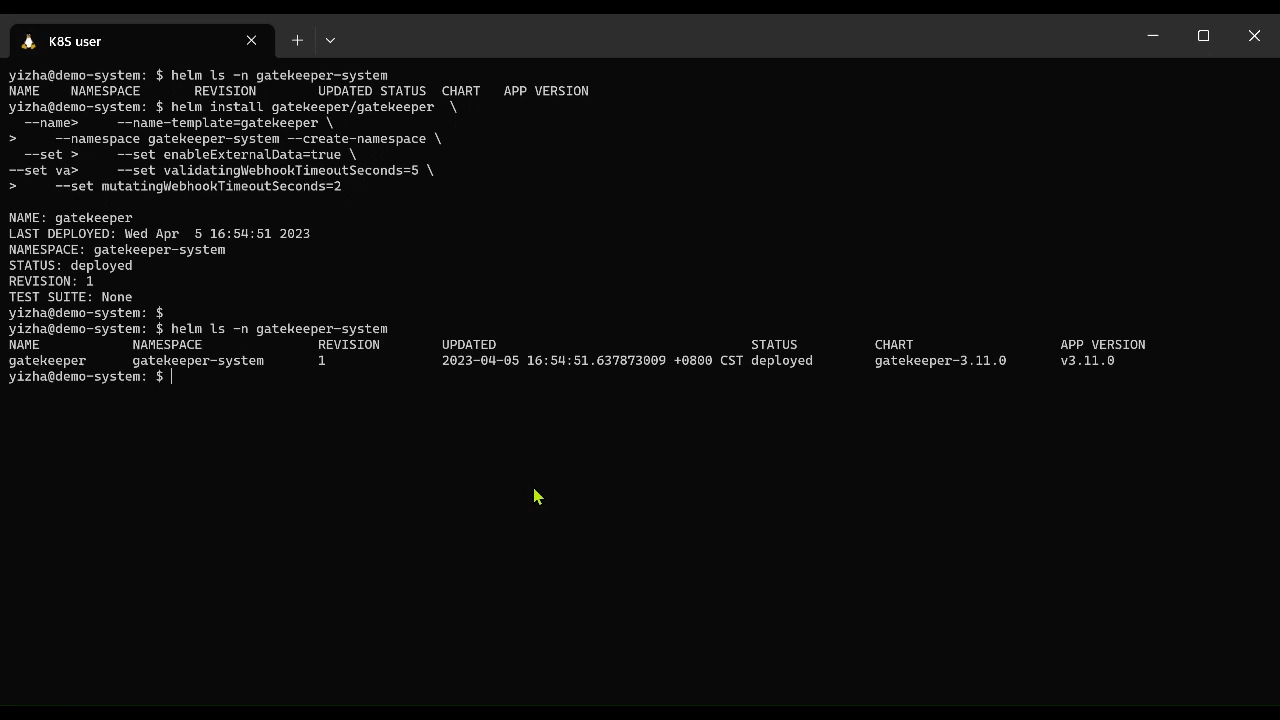 K8S user
yizha@demo-system: $ helm ls -n gatekeeper-system
NAME    NAMESPACE       REVISION        UPDATED STATUS  CHART   APP VERSION
yizha@demo-system: $ helm install gatekeeper/gatekeeper  \
  --name>     --name-template=gatekeeper \
>     --namespace gatekeeper-system --create-namespace \
  --set >     --set enableExternalData=true \
--set va>     --set validatingWebhookTimeoutSeconds=5 \
>     --set mutatingWebhookTimeoutSeconds=2
NAME: gatekeeper
LAST DEPLOYED: Wed Apr  5 16:54:51 2023
NAMESPACE: gatekeeper-system
STATUS: deployed
REVISION: 1
TEST SUITE: None
yizha@demo-system: $
yizha@demo-system: $ helm ls -n gatekeeper-system
NAME            NAMESPACE               REVISION        UPDATED                                 STATUS          CHART                   APP VERSION
gatekeeper      gatekeeper-system       1               2023-04-05 16:54:51.637873009 +0800 CST deployed        gatekeeper-3.11.0       v3.11.0
yizha@demo-system: $